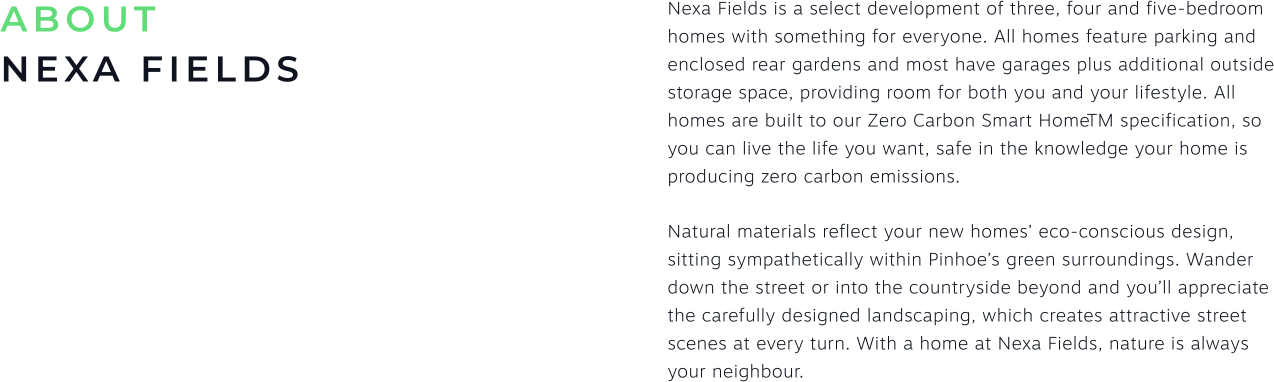 ABOUT
NEXA FIELDS
Nexa Fields is a select development of three, four and five-bedroom
homes with something for everyone. All homes feature parking and
enclosed rear gardens and most have garages plus additional outside
storage space, providing room for both you and your lifestyle. All
homes are built to our Zero Carbon Smart HomeTM specification, so
you can live the life you want, safe in the knowledge your home is
producing zero carbon emissions.
Natural materials reflect your new homes’ eco-conscious design,
sitting sympathetically within Pinhoe’s green surroundings. Wander
down the street or into the countryside beyond and you’ll appreciate
the carefully designed landscaping, which creates attractive street
scenes at every turn. With a home at Nexa Fields, nature is always
your neighbour.